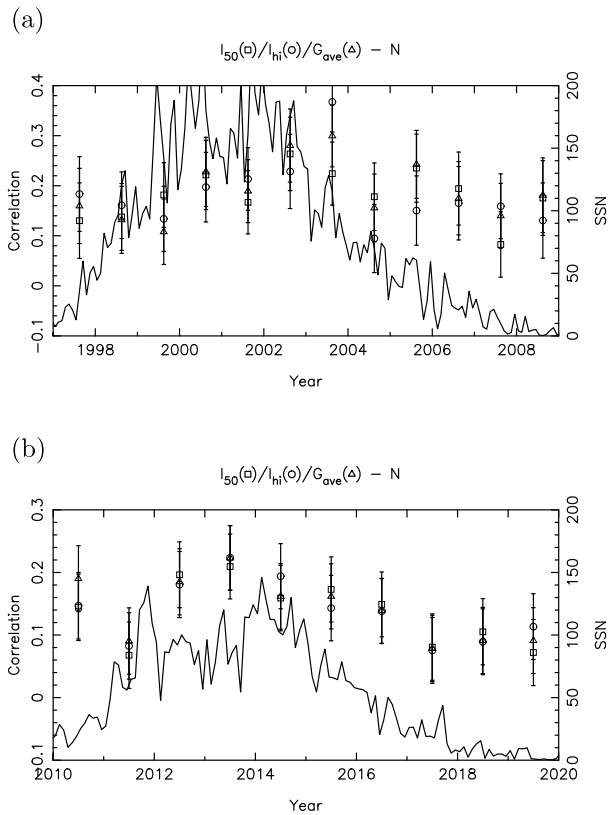 (a)
I50(□)/Ihi(○)/Gave(△) − N
0.4
0.3
0.2
0.1
0
−0.1
Correlation
200
150
100
50
0
SSN
1998 2000 2002 2004 2006 2008
Year
(b)
I50(□)/Ihi(○)/Gave(△) − N
0.3
0.2
0.1
0
0.1
Correlation
200
150
100
50
0
SSN
2010 2012 2014 2016 2018 2020
Year